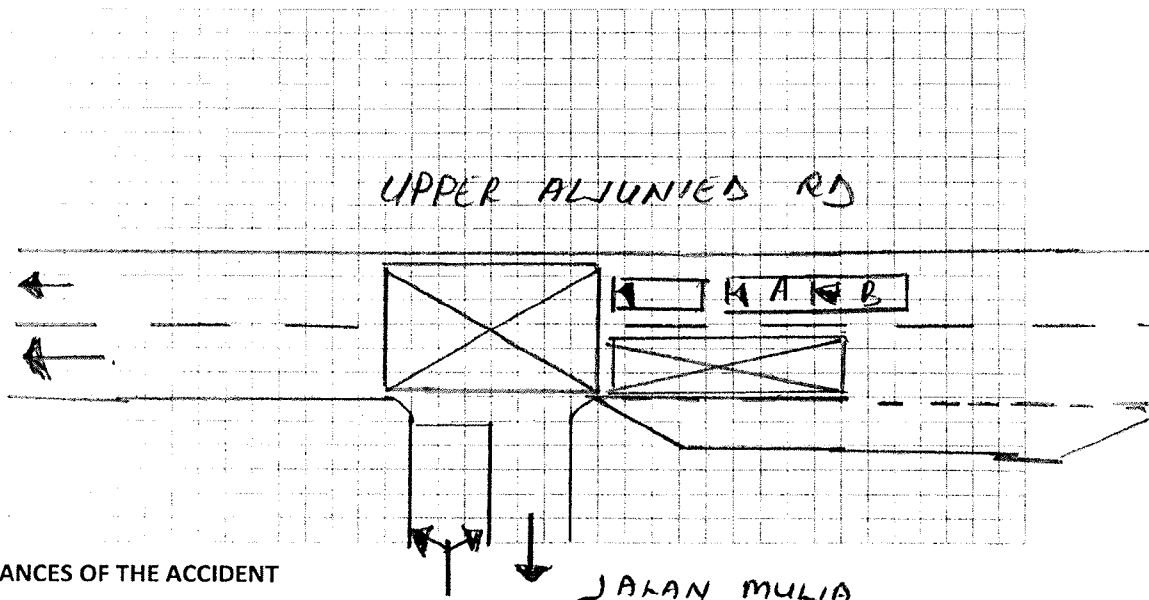 UPPER ALJUNIED RD
A B
ANCES OF THE ACCIDENT
JALAN MULIA